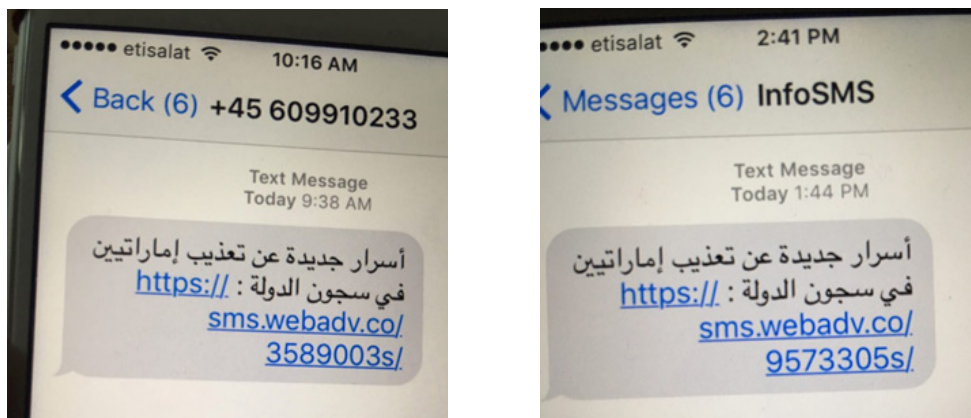 etisalat
10:16 AM
Back (6) +45 609910233
Text Message
Today 9:38 AM
أسرار جديدة عن تعذيب إماراتيين
في سجون الدولة : https://
sms.webadv.co/
3589003s/
etisalat
2:41 PM
Messages (6) InfoSMS
Text Message
Today 1:44 PM
أسرار جديدة عن تعذيب إماراتيين
في سجون الدولة : https://
sms.webadv.co/
9573305s/